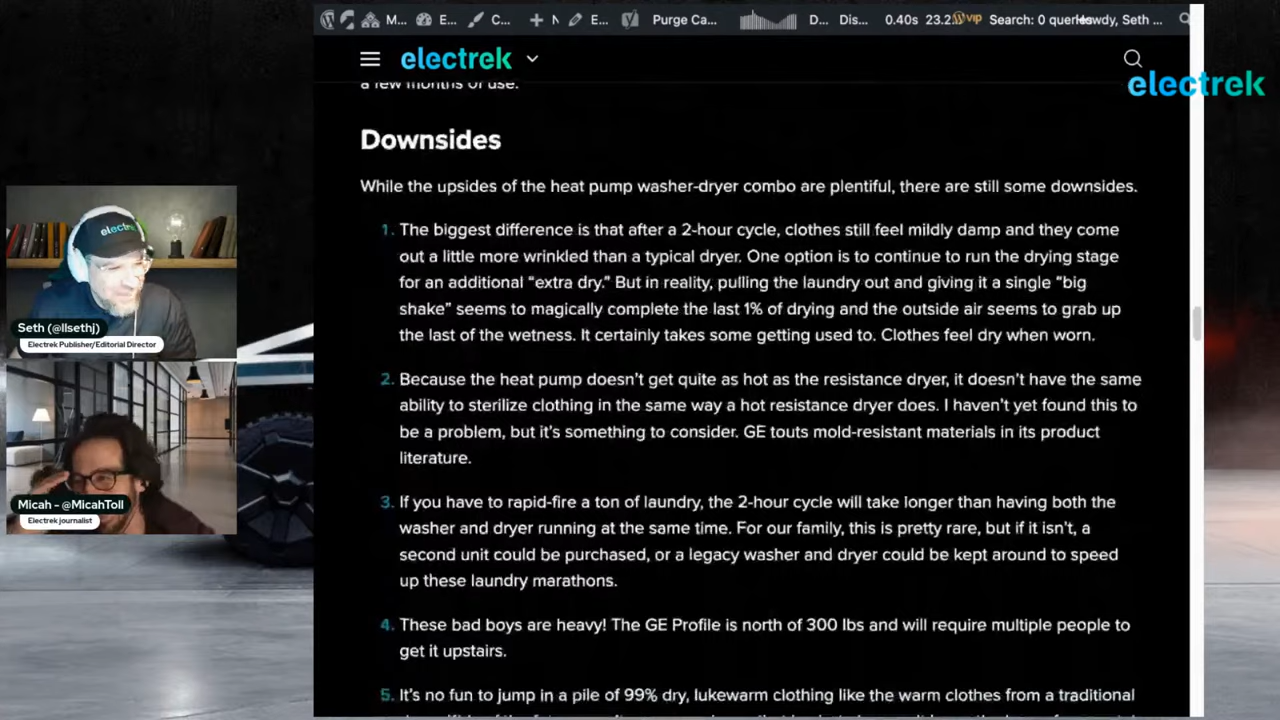 M... E... C... N E... Purge Ca... D... Dis... 0.40s 23.2 vip Search: 0 queries Howdy, Seth ...
electrek
electrek
a few months of use.
Downsides
While the upsides of the heat pump washer-dryer combo are plentiful, there are still some downsides.
1. The biggest difference is that after a 2-hour cycle, clothes still feel mildly damp and they come
out a little more wrinkled than a typical dryer. One option is to continue to run the drying stage
for an additional “extra dry.” But in reality, pulling the laundry out and giving it a single “big
shake” seems to magically complete the last 1% of drying and the outside air seems to grab up
the last of the wetness. It certainly takes some getting used to. Clothes feel dry when worn.
2. Because the heat pump doesn’t get quite as hot as the resistance dryer, it doesn’t have the same
ability to sterilize clothing in the same way a hot resistance dryer does. I haven’t yet found this to
be a problem, but it’s something to consider. GE touts mold-resistant materials in its product
literature.
3. If you have to rapid-fire a ton of laundry, the 2-hour cycle will take longer than having both the
washer and dryer running at the same time. For our family, this is pretty rare, but if it isn’t, a
second unit could be purchased, or a legacy washer and dryer could be kept around to speed
up these laundry marathons.
4. These bad boys are heavy! The GE Profile is north of 300 lbs and will require multiple people to
get it upstairs.
5. It’s no fun to jump in a pile of 99% dry, lukewarm clothing like the warm clothes from a traditional
electrek
Seth (@llsethj)
Electrek Publisher/Editorial Director
Micah - @MicahToll
Electrek journalist